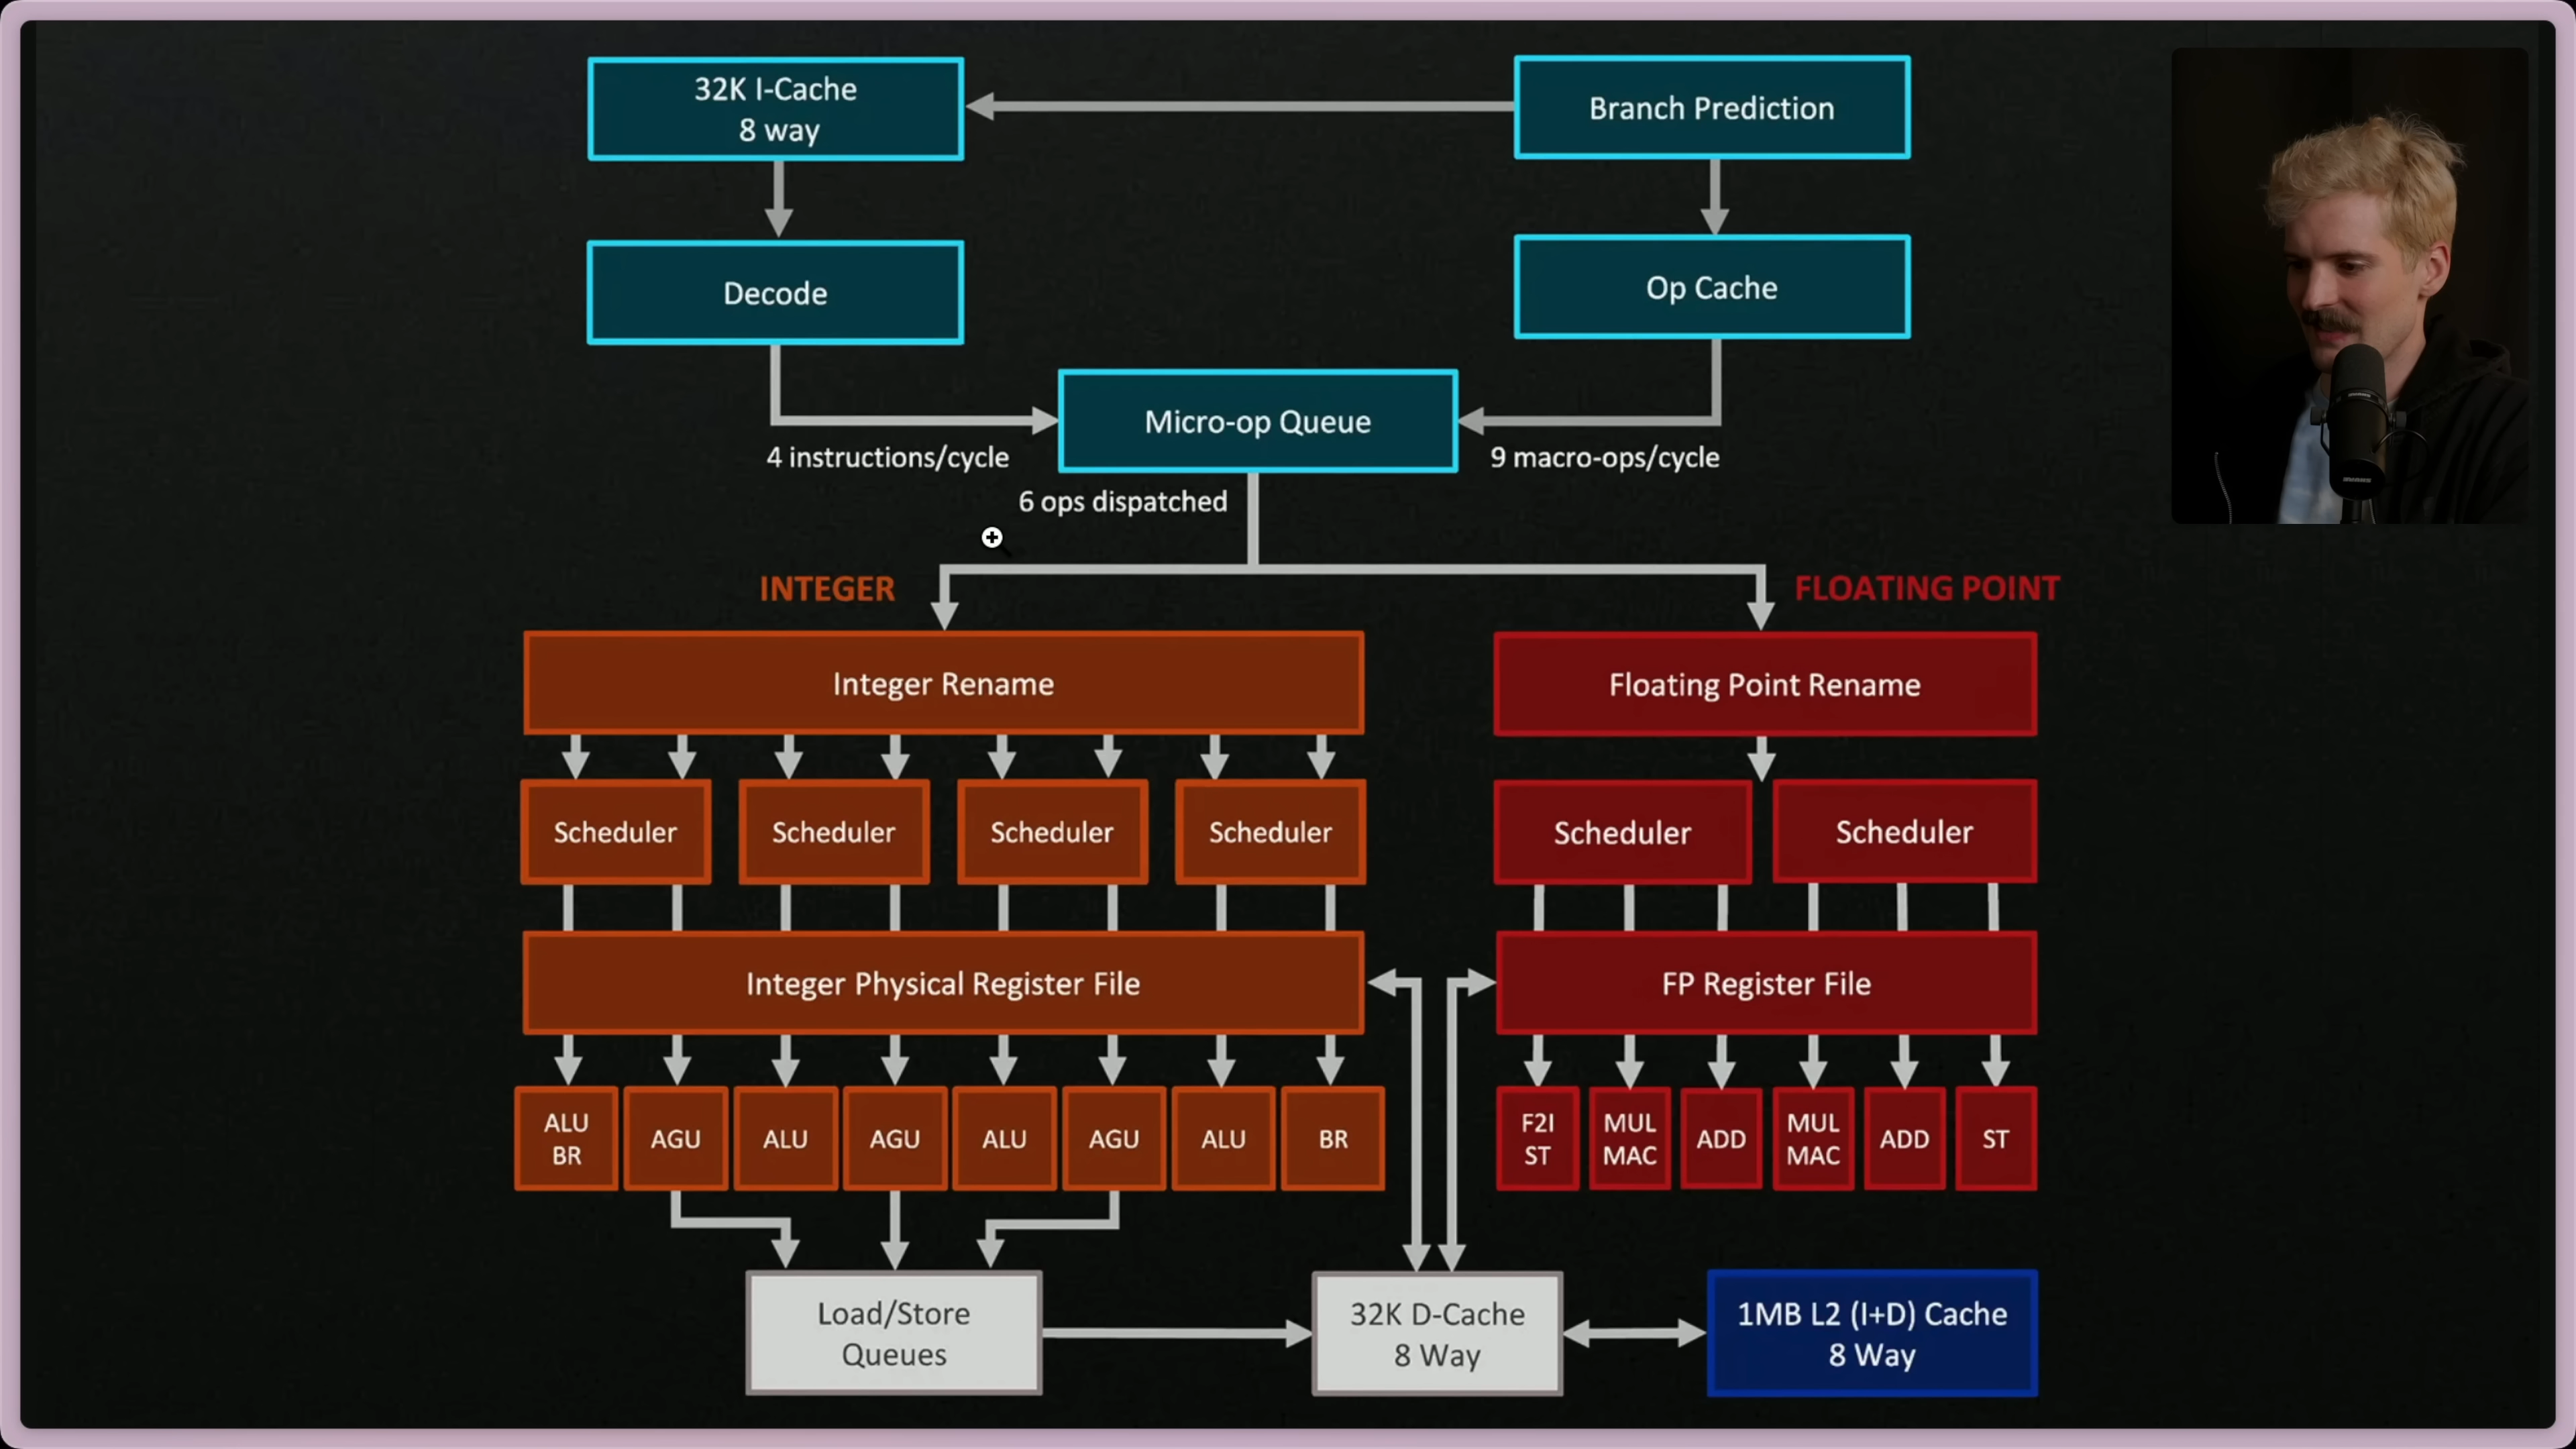 32K I-Cache
8 way
Branch Prediction
Decode
Op Cache
Micro-op Queue
4 instructions/cycle
9 macro-ops/cycle
6 ops dispatched
INTEGER
FLOATING POINT
Integer Rename
Floating Point Rename
Scheduler
Scheduler
Scheduler
Scheduler
Scheduler
Scheduler
Integer Physical Register File
FP Register File
ALU
BR
AGU
ALU
AGU
ALU
AGU
ALU
BR
F2I
ST
MUL
MAC
ADD
MUL
MAC
ADD
ST
Load/Store
Queues
32K D-Cache
8 Way
1MB L2 (I+D) Cache
8 Way